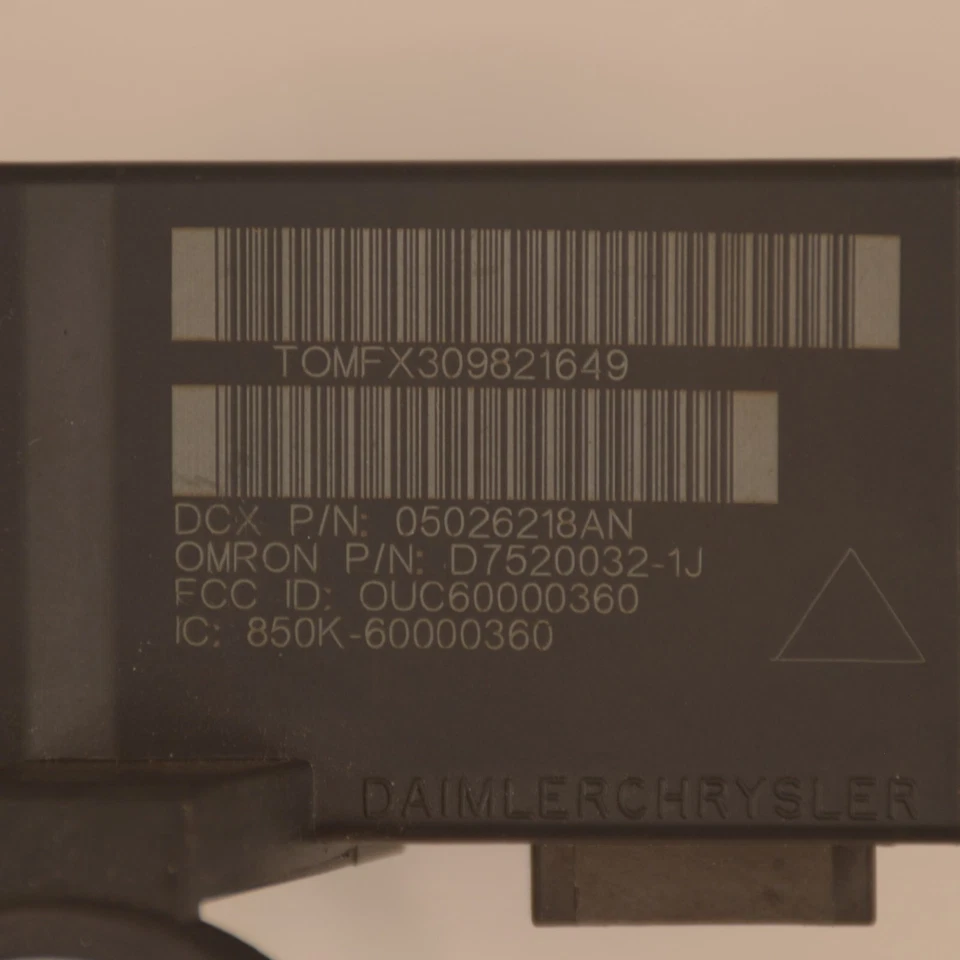 TOMFX309821649
DCX P/N: 05026218AN
OMRON P/N: D7520032-1J
FCC ID: OUC60000360
IC: 850K-60000360
DAIMLERCHRYSLER